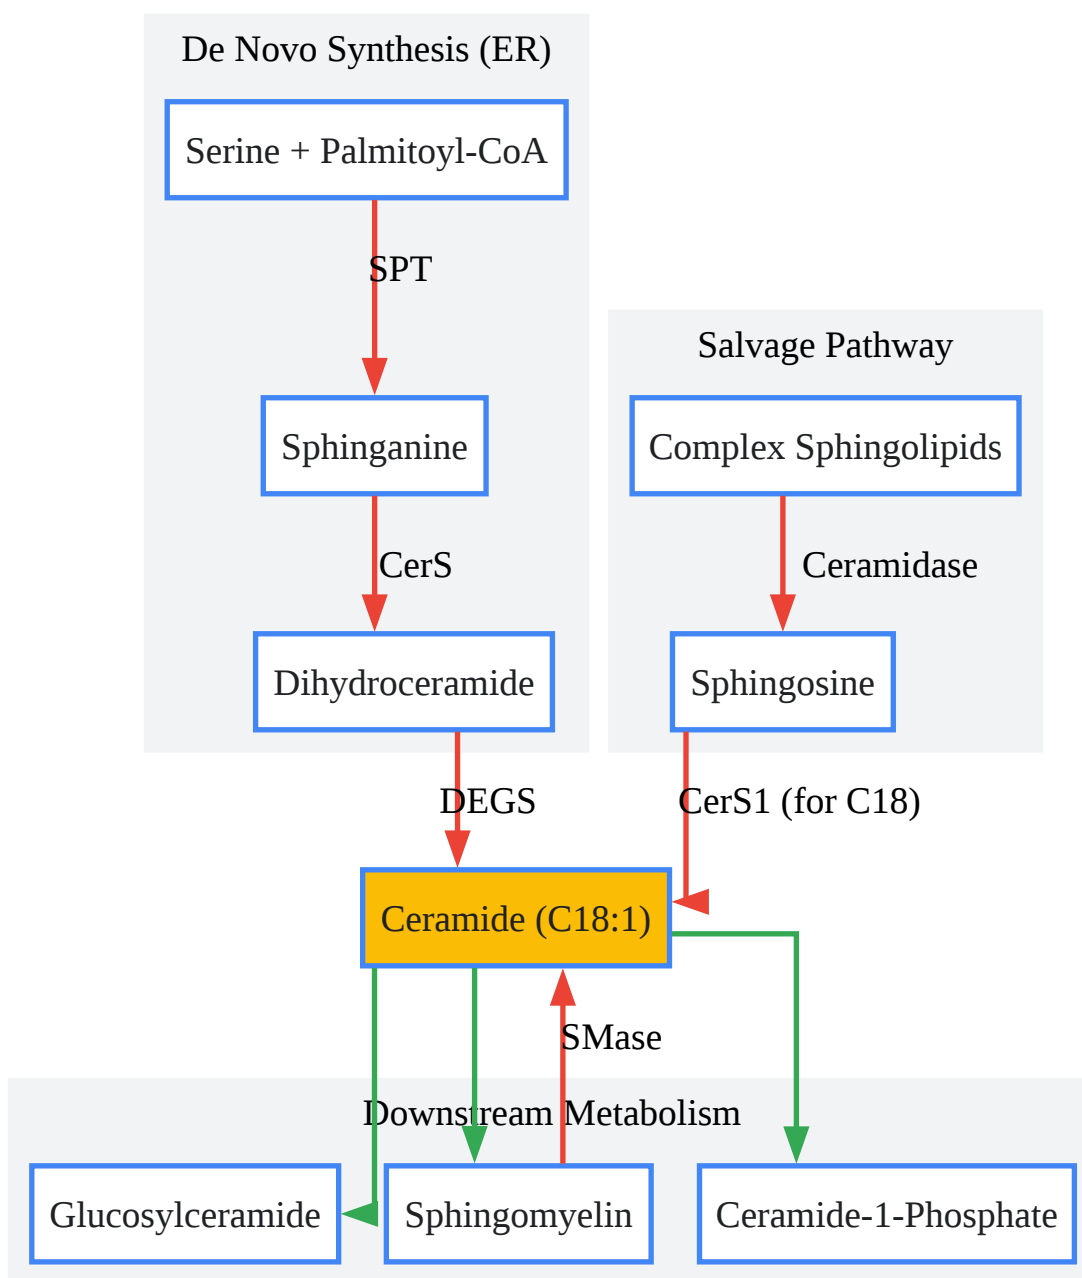 De Novo Synthesis (ER)
Serine + Palmitoyl-CoA
SPT
Salvage Pathway
Sphinganine
Complex Sphingolipids
CerS
Ceramidase
Dihydroceramide
Sphingosine
DEGS
CerS1 (for C18)
Ceramide (C18:1)
SMase
Downstream Metabolism
Glucosylceramide
Sphingomyelin
Ceramide-1-Phosphate